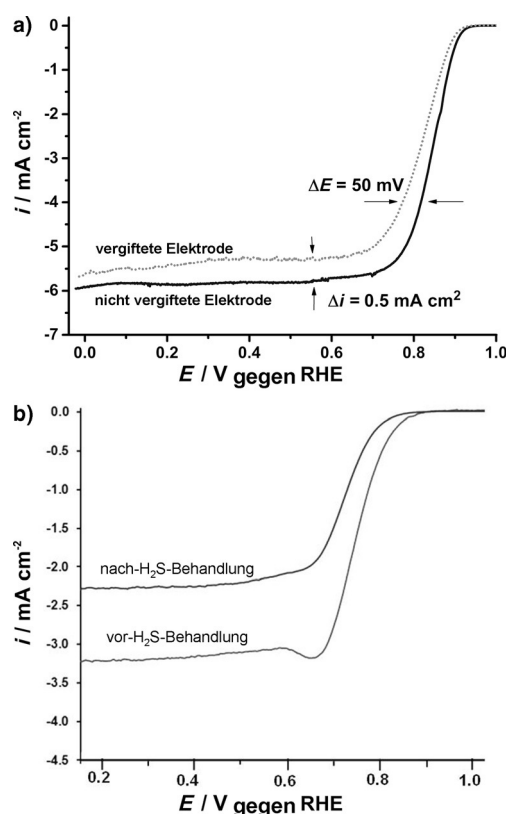 a)
0
-1
-2
-3
-4
-5
-6
-7
i / mA cm⁻²
ΔE = 50 mV
vergiftete Elektrode
nicht vergiftete Elektrode
Δi = 0.5 mA cm²
0.0 0.2 0.4 0.6 0.8 1.0
E / V gegen RHE
b)
0.0
-0.5
-1.0
-1.5
-2.0
-2.5
-3.0
-3.5
-4.0
-4.5
i / mA cm⁻²
nach-H₂S-Behandlung
vor-H₂S-Behandlung
0.2 0.4 0.6 0.8 1.0
E / V gegen RHE